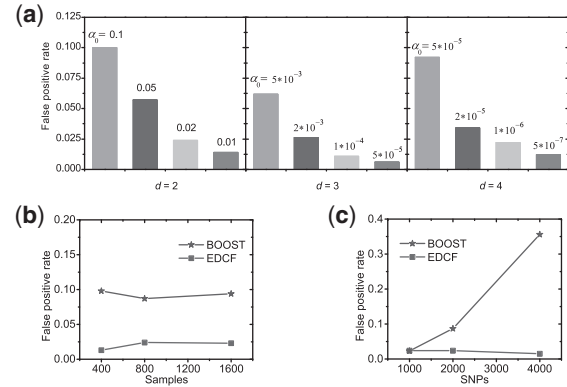 (a)
0.125
0.100
0.075
0.050
0.025
0.000
False positive rate
α₀= 0.1
0.05
0.02
0.01
d = 2
α₀= 5*10⁻³
2*10⁻³
1*10⁻⁴
5*10⁻⁵
d = 3
α₀= 5*10⁻⁵
2*10⁻⁵
1*10⁻⁶
5*10⁻⁷
d = 4
(b)
0.20
0.15
0.10
0.05
0.00
False positive rate
BOOST
EDCF
400 800 1200 1600
Samples
(c)
0.4
0.3
0.2
0.1
0.0
False positive rate
BOOST
EDCF
1000 2000 3000 4000
SNPs